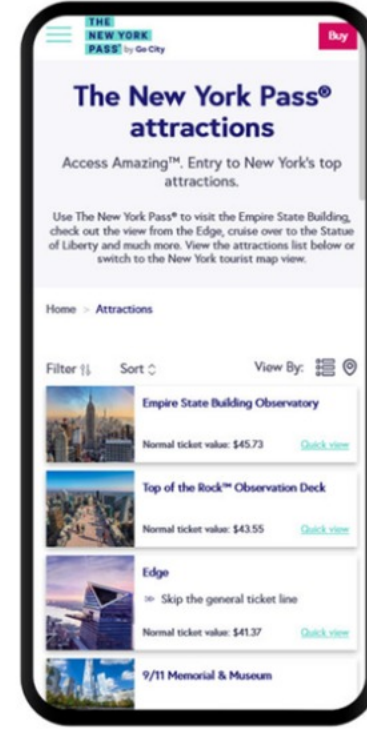 THE
NEW YORK
PASS® by Go City
Buy
The New York Pass®
attractions
Access Amazing™. Entry to New York's top
attractions.
Use The New York Pass® to visit the Empire State Building,
check out the view from the Edge, cruise over to the Statue
of Liberty and much more. View the attractions list below or
switch to the New York tourist map view.
Home > Attractions
Filter
Sort
View By:
Empire State Building Observatory
Normal ticket value: $45.73
Quick view
Top of the Rock™ Observation Deck
Normal ticket value: $43.55
Quick view
Edge
Skip the general ticket line
Normal ticket value: $41.37
Quick view
9/11 Memorial & Museum